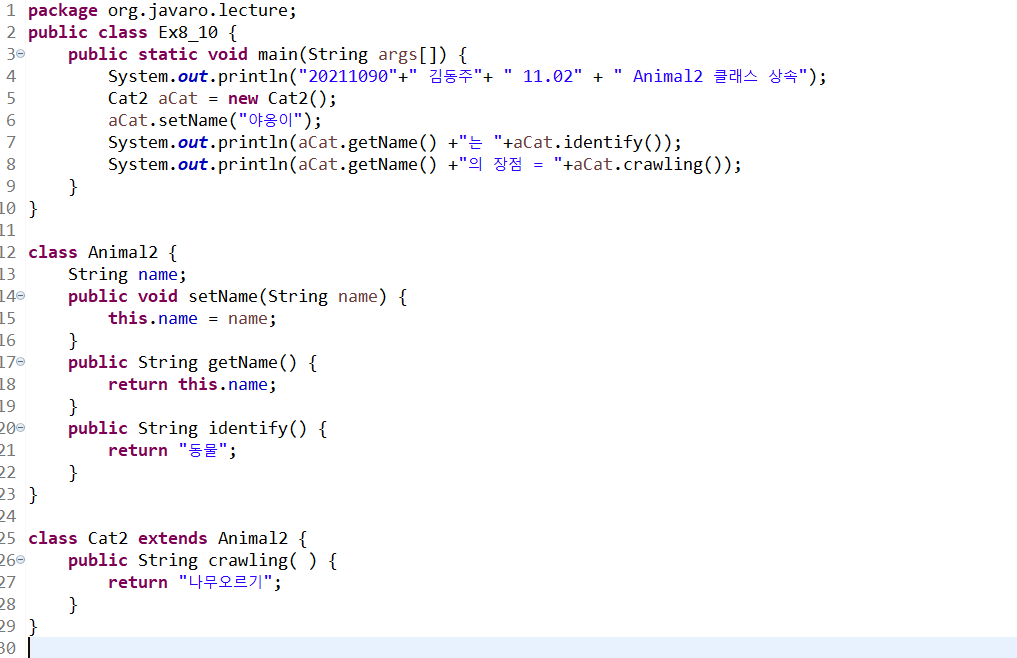 1 package org.javaro.lecture;
2 public class Ex8_10 {
3 public static void main(String args[]) {
4 System.out.println("20211090"+" 김동주"+ " 11.02" + " Animal2 클래스 상속");
5 Cat2 aCat = new Cat2();
6 aCat.setName("야옹이");
7 System.out.println(aCat.getName() +"는 "+aCat.identify());
8 System.out.println(aCat.getName() +"의 장점 = "+aCat.crawling());
9 }
10 }
11
12 class Animal2 {
13 String name;
14 public void setName(String name) {
15 this.name = name;
16 }
17 public String getName() {
18 return this.name;
19 }
20 public String identify() {
21 return "동물";
22 }
23 }
24
25 class Cat2 extends Animal2 {
26 public String crawling( ) {
27 return "나무오르기";
28 }
29 }
30